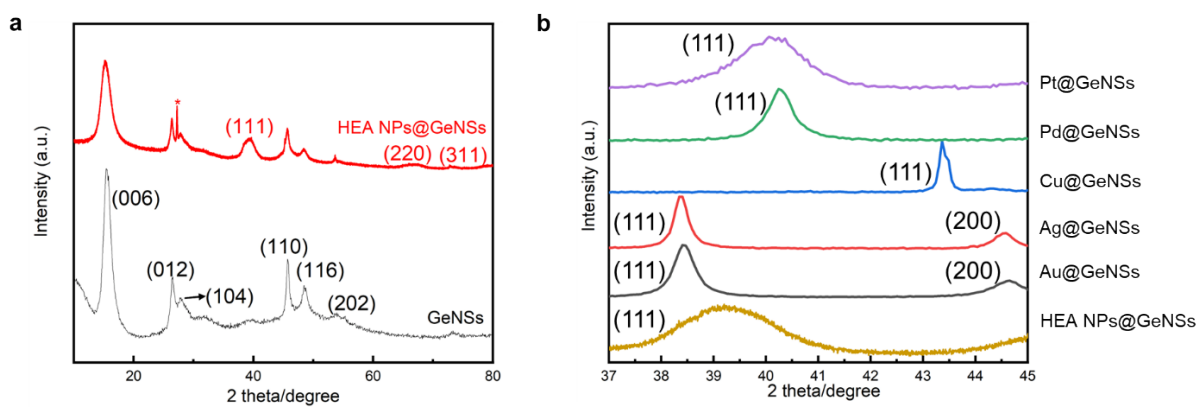 a
Intensity (a.u.)
*
(111)
HEA NPs@GeNSs
(220)
(311)
(006)
(012)
(104)
(110)
(116)
(202)
GeNSs
20
40
60
80
2 theta/degree
b
Intensity (a.u.)
(111)
Pt@GeNSs
(111)
Pd@GeNSs
(111)
Cu@GeNSs
(111)
(200)
Ag@GeNSs
(111)
(200)
Au@GeNSs
(111)
HEA NPs@GeNSs
37
38
39
40
41
42
43
44
45
2 theta/degree